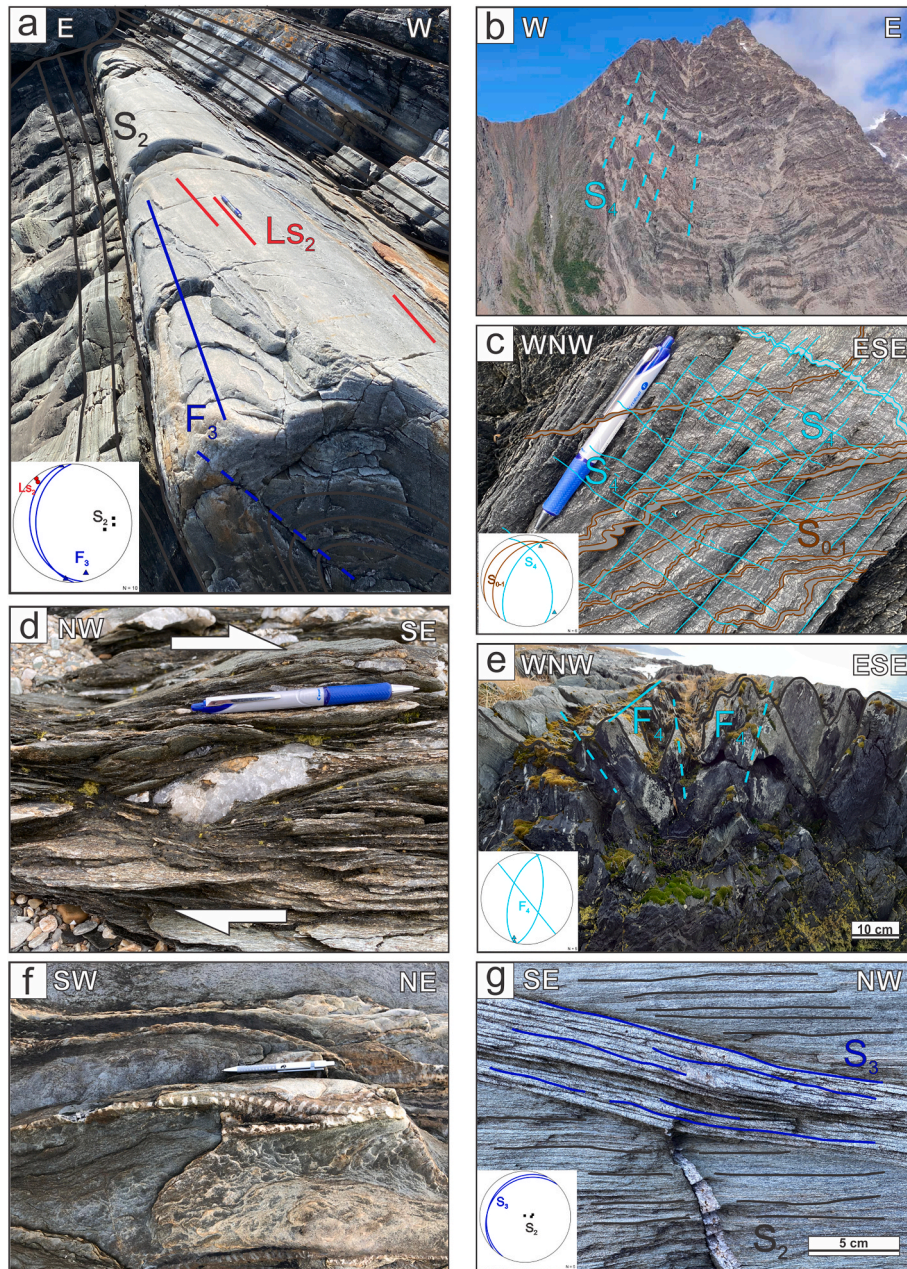 a E W
S₂
Ls₂
F₃
Ls₂
S₂
F₃
N = 10
b W E
S₄
c WNW ESE
S₄
S₄
S₀₋₁
S₄
S₀₋₁
d NW SE
e WNW ESE
F₄ F₄
F₄
10 cm
f SW NE
g SE NW
S₃
S₃
S₂
S₂
5 cm